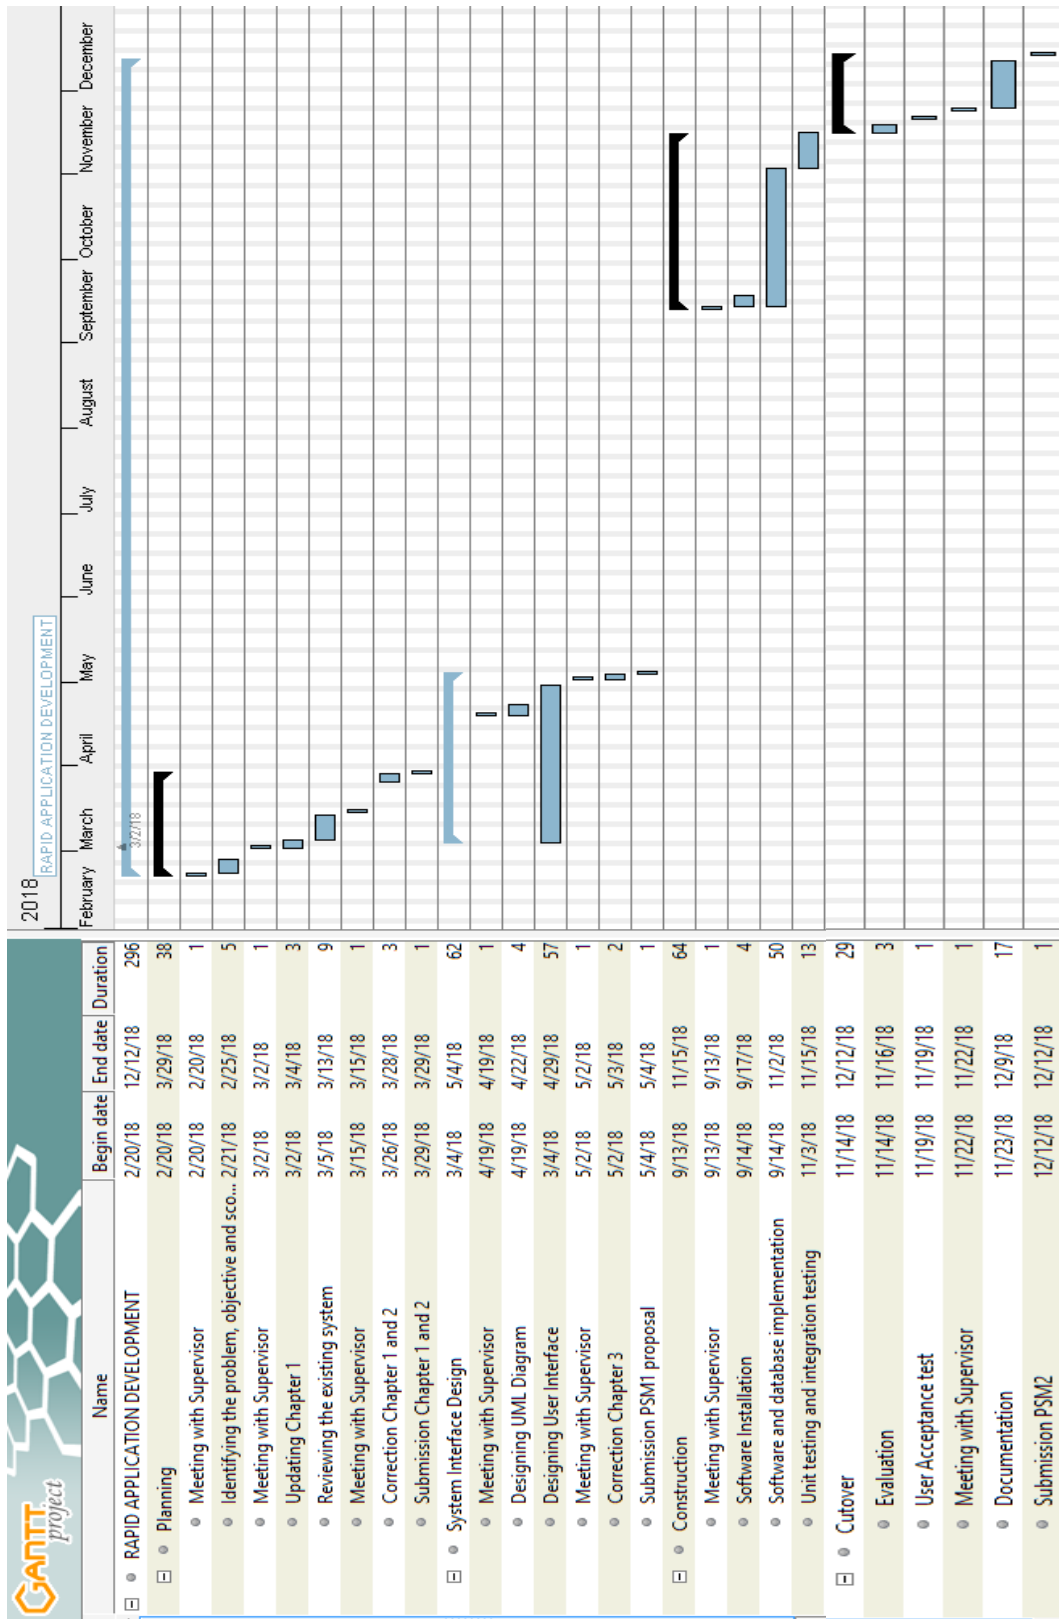 GANTT
project
Name Begin date End date Duration
RAPID APPLICATION DEVELOPMENT 2/20/18 12/12/18 296
Planning 2/20/18 3/29/18 38
Meeting with Supervisor 2/20/18 2/20/18 1
Identifying the problem, objective and sco... 2/21/18 2/25/18 5
Meeting with Supervisor 3/2/18 3/2/18 1
Updating Chapter 1 3/2/18 3/4/18 3
Reviewing the existing system 3/5/18 3/13/18 9
Meeting with Supervisor 3/15/18 3/15/18 1
Correction Chapter 1 and 2 3/26/18 3/28/18 3
Submission Chapter 1 and 2 3/29/18 3/29/18 1
System Interface Design 3/4/18 5/4/18 62
Meeting with Supervisor 4/19/18 4/19/18 1
Designing UML Diagram 4/19/18 4/22/18 4
Designing User Interface 3/4/18 4/29/18 57
Meeting with Supervisor 5/2/18 5/2/18 1
Correction Chapter 3 5/2/18 5/3/18 2
Submission PSM1 proposal 5/4/18 5/4/18 1
Construction 9/13/18 11/15/18 64
Meeting with Supervisor 9/13/18 9/13/18 1
Software Installation 9/14/18 9/17/18 4
Software and database implementation 9/14/18 11/2/18 50
Unit testing and integration testing 11/3/18 11/15/18 13
Cutover 11/14/18 12/12/18 29
Evaluation 11/14/18 11/16/18 3
User Acceptance test 11/19/18 11/19/18 1
Meeting with Supervisor 11/22/18 11/22/18 1
Documentation 11/23/18 12/9/18 17
Submission PSM2 12/12/18 12/12/18 1
2018
RAPID APPLICATION DEVELOPMENT
February March April May June July August September October November December
3/2/18